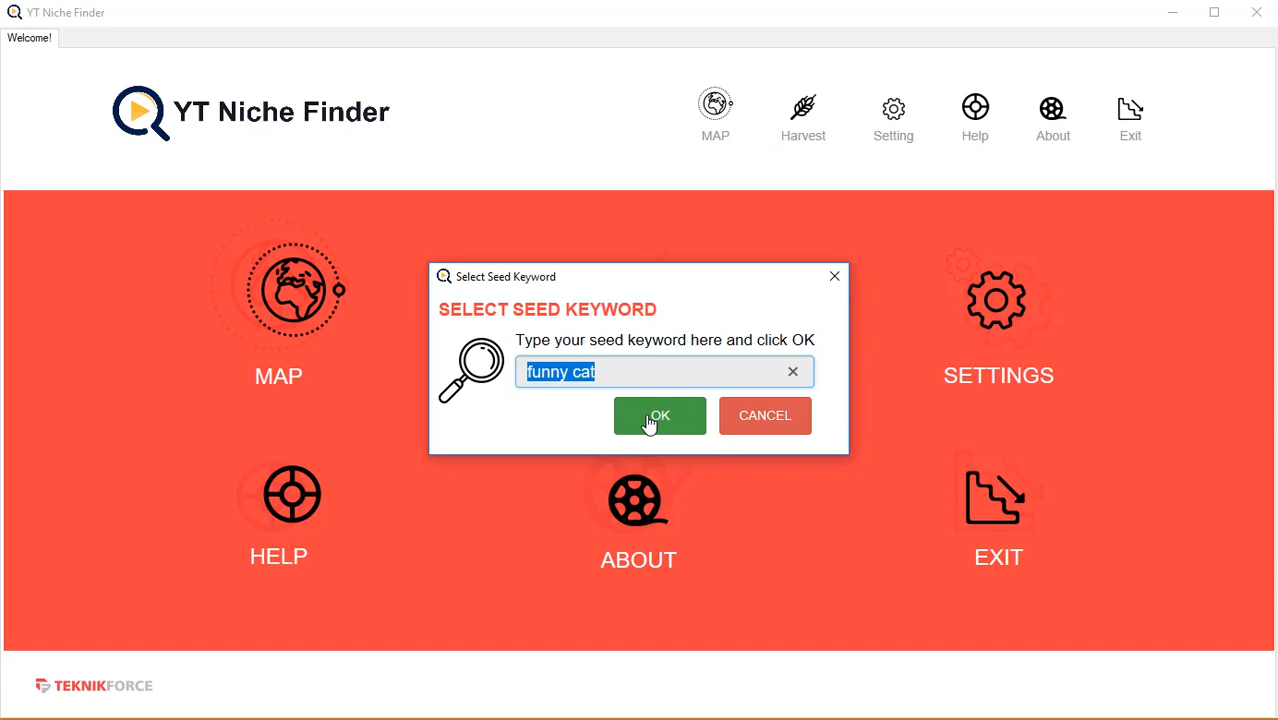 YT Niche Finder
Welcome!
YT Niche Finder
MAP Harvest Setting Help About Exit
Select Seed Keyword
SELECT SEED KEYWORD
Type your seed keyword here and click OK
funny cat
OK CANCEL
MAP
SETTINGS
HELP
ABOUT
EXIT
TEKNIKFORCE